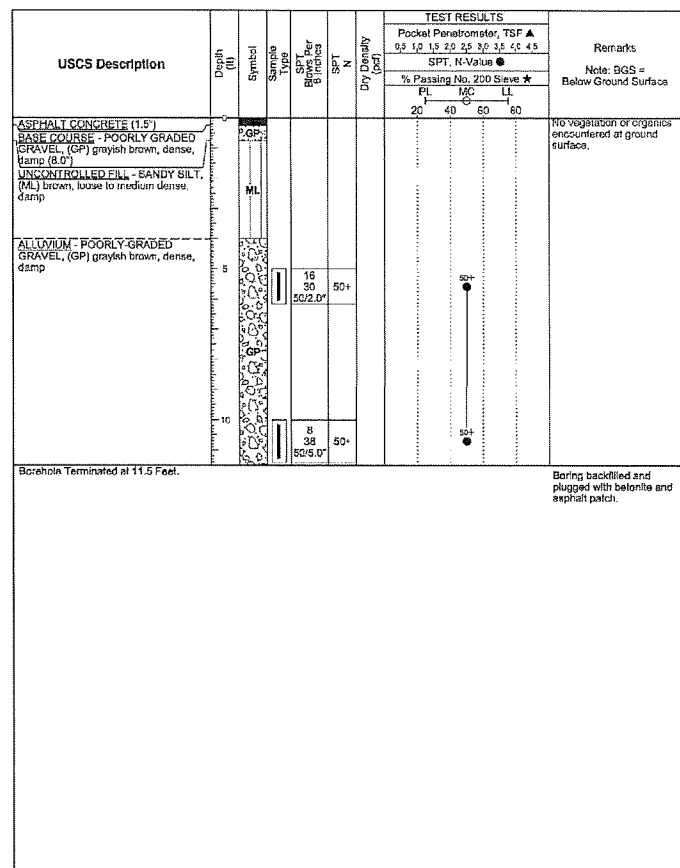 TEST RESULTS
Pocket Penetrometer, TSF ▲
0.5 1.0 1.5 2.0 2.5 3.0 3.5 4.0 4.5
SPT, N-Value ●
% Passing No. 200 Sieve ★
PL MC LL
20 40 60 80
USCS Description
Depth (ft)
Symbol
Sample Type
SPT Blows Per 6 inches
SPT N
Dry Density (pcf)
Remarks
Note: BGS =
Below Ground Surface
0
ASPHALT CONCRETE (1.5")
BASE COURSE - POORLY GRADED
GRAVEL, (GP) grayish brown, dense,
damp (8.0")
UNCONTROLLED FILL - SANDY SILT,
(ML) brown, loose to medium dense,
damp
GP
ML
No vegetation or organics
encountered at ground
surface.
ALLUVIUM - POORLY-GRADED
GRAVEL, (GP) grayish brown, dense,
damp
5
16
30
50/2.0"
50+
50+
GP
10
8
38
50/5.0"
50+
50+
Borehole Terminated at 11.5 Feet.
Boring backfilled and
plugged with betonite and
asphalt patch.